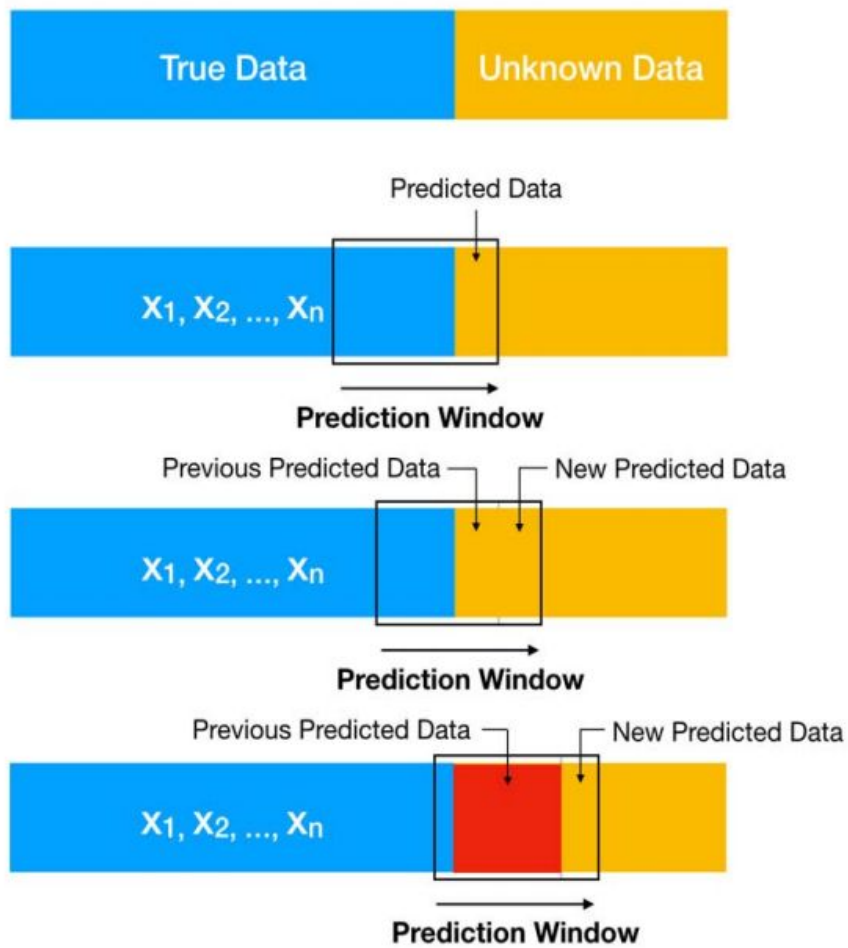 True Data
Unknown Data
Predicted Data
X1, X2, ..., Xn
Prediction Window
Previous Predicted Data
New Predicted Data
X1, X2, ..., Xn
Prediction Window
Previous Predicted Data
New Predicted Data
X1, X2, ..., Xn
Prediction Window